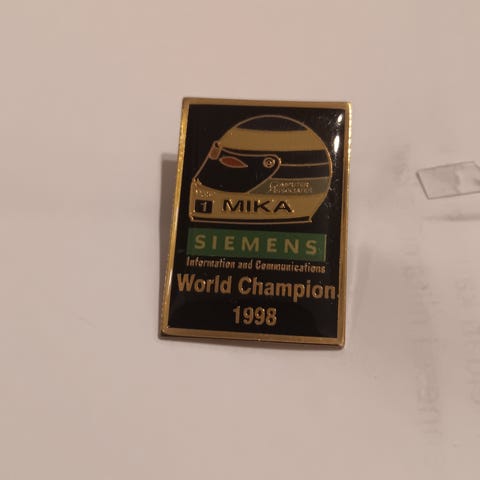 COMPUTER
ASSOCIATES
1 MIKA
SIEMENS
Information and Communications
World Champion
1998